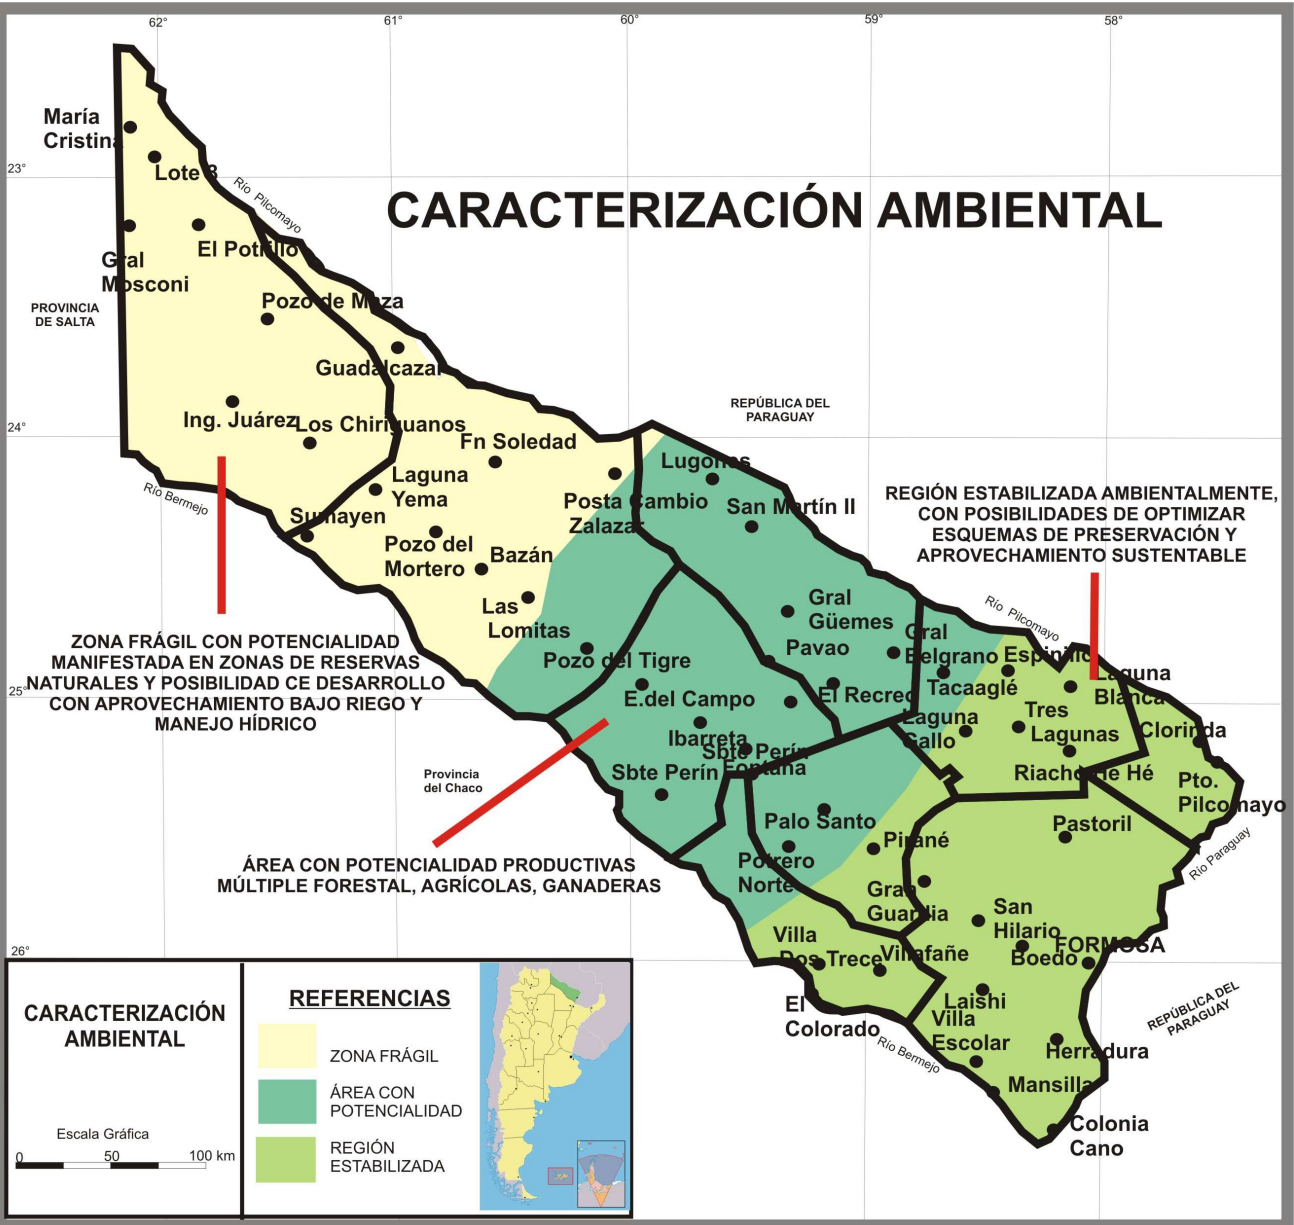 62°
61°
60°
59°
58°
23°
24°
25°
26°
CARACTERIZACIÓN AMBIENTAL
María
Cristina
Lote 8
Río Pilcomayo
Gral
Mosconi
El Potrillo
PROVINCIA
DE SALTA
Pozo de Maza
Guadalcazar
Ing. Juárez
Los Chiriguanos
REPÚBLICA DEL
PARAGUAY
Fn Soledad
Laguna
Yema
Río Bermejo
Sumayen
Posta Cambio
Zalazar
Lugones
San Martín II
Pozo del
Mortero
Bazán
Las
Lomitas
Pozo del Tigre
REGIÓN ESTABILIZADA AMBIENTALMENTE,
CON POSIBILIDADES DE OPTIMIZAR
ESQUEMAS DE PRESERVACIÓN Y
APROVECHAMIENTO SUSTENTABLE
Río Pilcomayo
Gral
Güemes
Pavao
Gral
Belgrano
Espinillo
Laguna
Blanca
ZONA FRÁGIL CON POTENCIALIDAD
MANIFESTADA EN ZONAS DE RESERVAS
NATURALES Y POSIBILIDAD CE DESARROLLO
CON APROVECHAMIENTO BAJO RIEGO Y
MANEJO HÍDRICO
E.del Campo
El Recreo
Tacaaglé
Laguna
Gallo
Tres
Lagunas
Clorinda
Ibarreta
Sbte Perín
Fontana
Sbte Perín
Riacho He Hé
Pto.
Pilcomayo
Provincia
del Chaco
Palo Santo
Pastoril
Pirané
Río Paraguay
ÁREA CON POTENCIALIDAD PRODUCTIVAS
MÚLTIPLE FORESTAL, AGRÍCOLAS, GANADERAS
Potrero
Norte
Gran
Guardia
San
Hilario
Boedo
FORMOSA
Villa
Dos Trece
Villafañe
El
Colorado
Laishi
Villa
Escolar
Río Bermejo
REPÚBLICA DEL
PARAGUAY
Herradura
Mansilla
Colonia
Cano
CARACTERIZACIÓN
AMBIENTAL
Escala Gráfica
0 50 100 km
REFERENCIAS
ZONA FRÁGIL
ÁREA CON
POTENCIALIDAD
REGIÓN
ESTABILIZADA